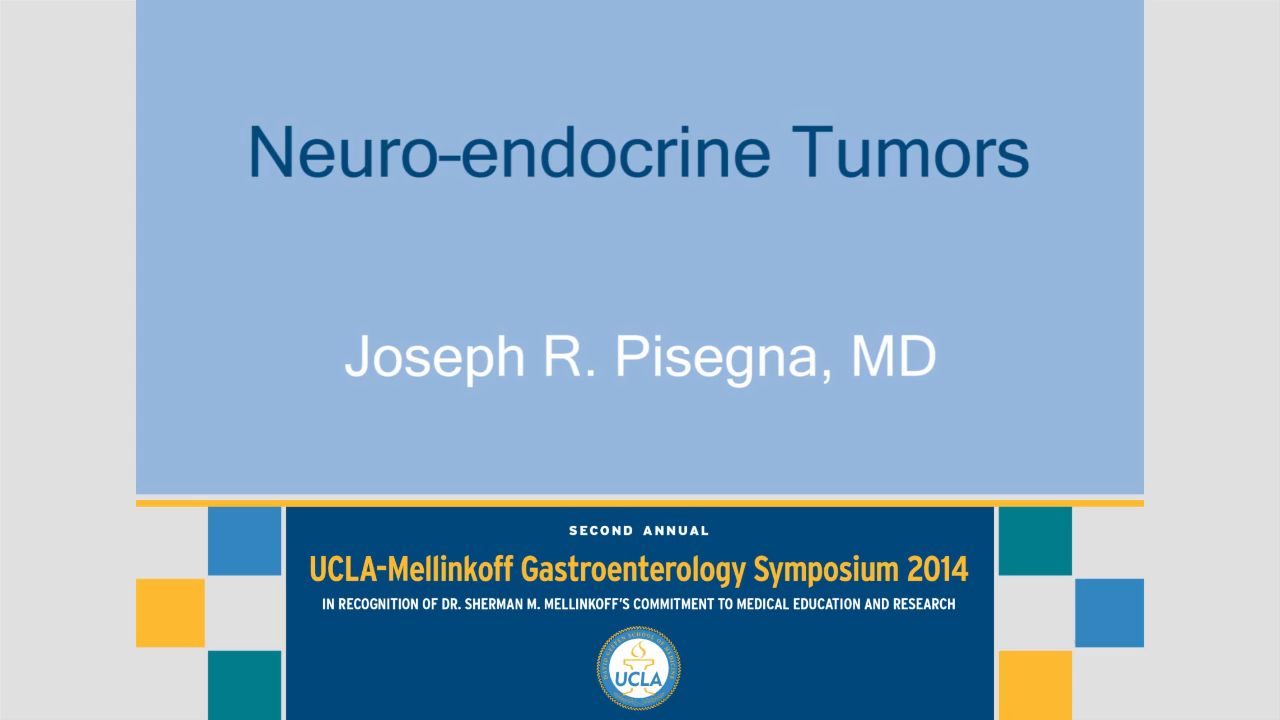 Neuro-endocrine Tumors
Joseph R. Pisegna, MD
SECOND ANNUAL
UCLA-Mellinkoff Gastroenterology Symposium 2014
IN RECOGNITION OF DR. SHERMAN M. MELLINKOFF'S COMMITMENT TO MEDICAL EDUCATION AND RESEARCH
UCLA